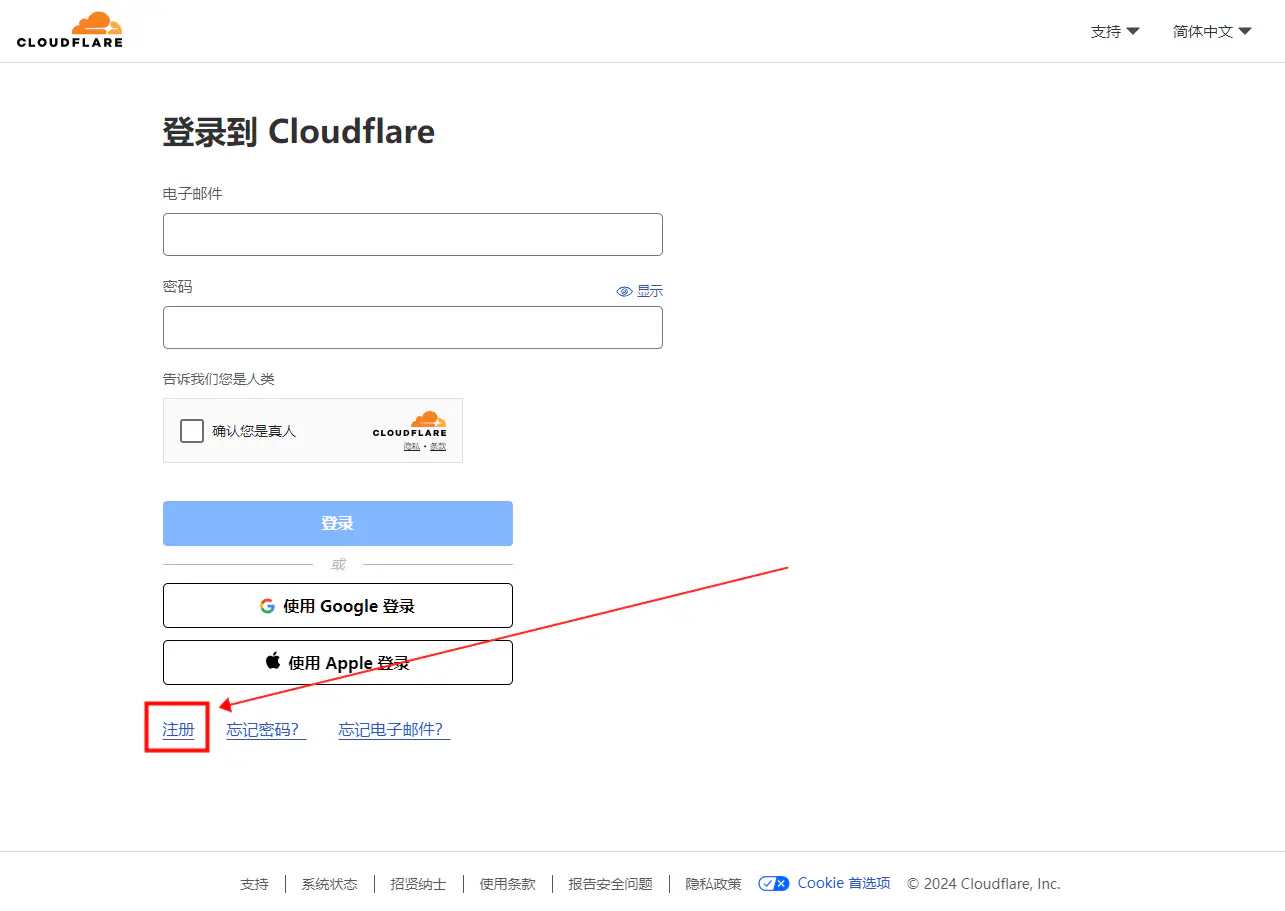 CLOUDFLARE
支持 简体中文
登录到 Cloudflare
电子邮件
密码 显示
告诉我们您是人类
确认您是真人
CLOUDFLARE
隐私 • 条款
登录
或
使用 Google 登录
使用 Apple 登录
注册 忘记密码? 忘记电子邮件?
支持 系统状态 招贤纳士 使用条款 报告安全问题 隐私政策 Cookie 首选项 © 2024 Cloudflare, Inc.